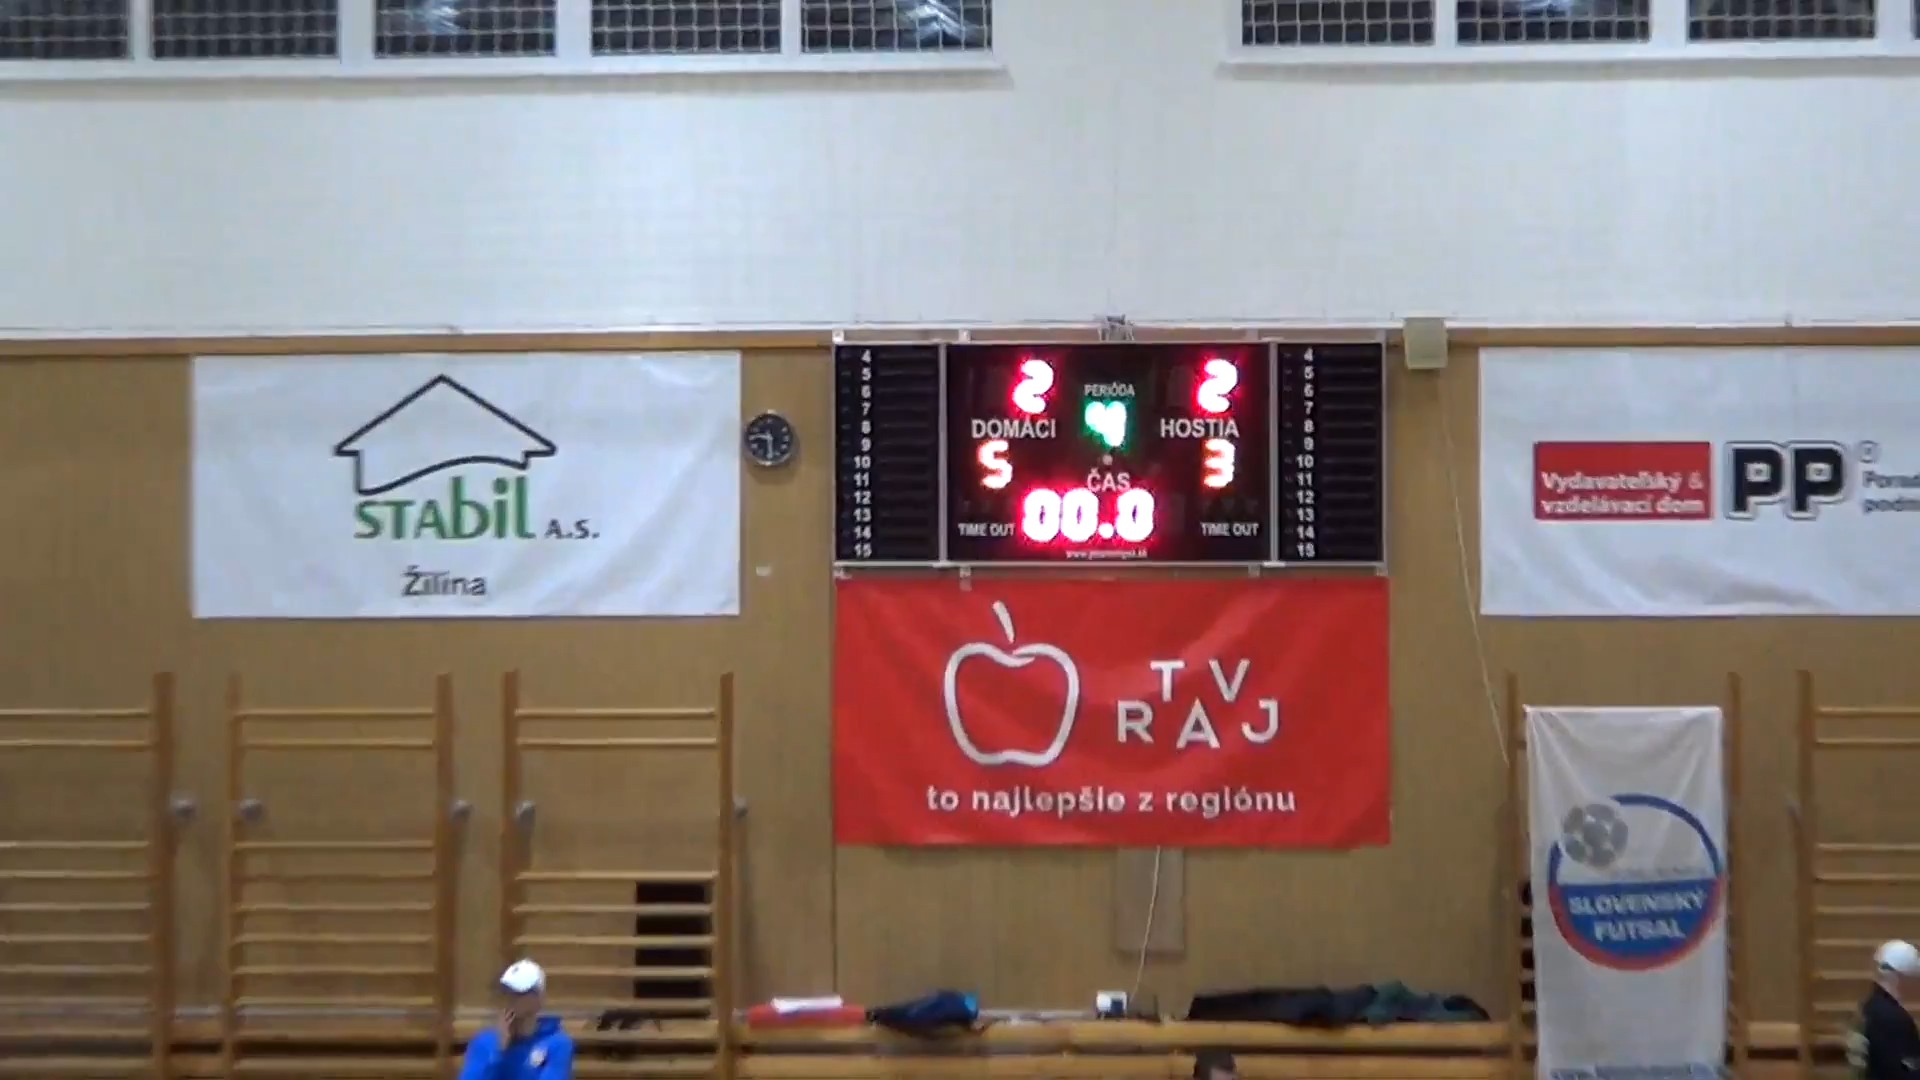 STABIL A.S.
Žilina
4
5
6
7
8
9
10
11
12
13
14
15
2
PERIÓDA
2
DOMÁCI
4
HOSTIA
5
3
ČAS
TIME OUT
00.0
TIME OUT
4
5
6
7
8
9
10
11
12
13
14
15
TV
RAJ
to najlepšie z regiónu
Vydavateľský &
vzdelávací dom
PP
SLOVENSKÝ
FUTSAL